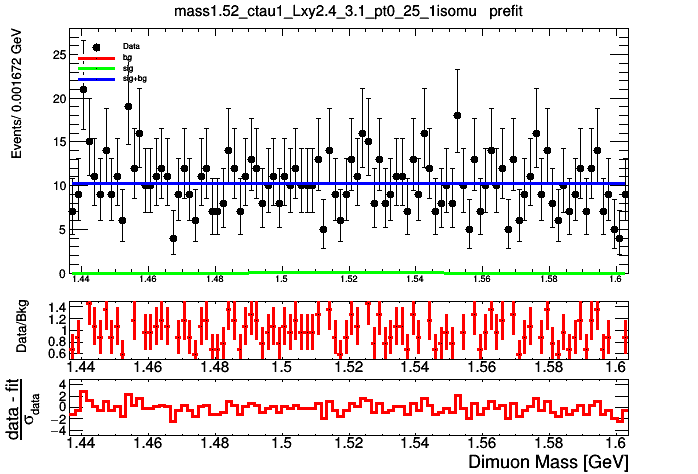 mass1.52_ctau1_Lxy2.4_3.1_pt0_25_1isomu prefit
Events/ 0.001672 GeV
Data
bg
sig
sig+bg
25
20
15
10
5
0
1.44 1.46 1.48 1.5 1.52 1.54 1.56 1.58 1.6
Data/Bkg
1.4
1.2
1.0
0.8
0.6
1.44 1.46 1.48 1.5 1.52 1.54 1.56 1.58 1.6
data - fit
σdata
4
2
0
−2
−4
1.44 1.46 1.48 1.5 1.52 1.54 1.56 1.58 1.6
Dimuon Mass [GeV]